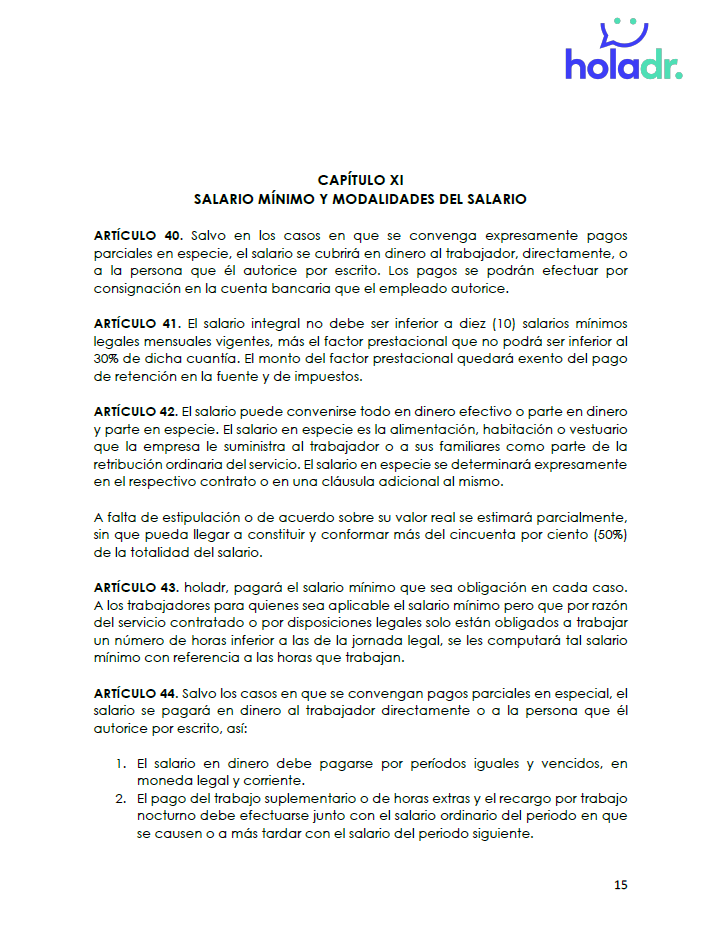 holadr.
CAPÍTULO XI
SALARIO MÍNIMO Y MODALIDADES DEL SALARIO
ARTÍCULO 40. Salvo en los casos en que se convenga expresamente pagos
parciales en especie, el salario se cubrirá en dinero al trabajador, directamente, o
a la persona que él autorice por escrito. Los pagos se podrán efectuar por
consignación en la cuenta bancaria que el empleado autorice.
ARTÍCULO 41. El salario integral no debe ser inferior a diez (10) salarios mínimos
legales mensuales vigentes, más el factor prestacional que no podrá ser inferior al
30% de dicha cuantía. El monto del factor prestacional quedará exento del pago
de retención en la fuente y de impuestos.
ARTÍCULO 42. El salario puede convenirse todo en dinero efectivo o parte en dinero
y parte en especie. El salario en especie es la alimentación, habitación o vestuario
que la empresa le suministra al trabajador o a sus familiares como parte de la
retribución ordinaria del servicio. El salario en especie se determinará expresamente
en el respectivo contrato o en una cláusula adicional al mismo.
A falta de estipulación o de acuerdo sobre su valor real se estimará parcialmente,
sin que pueda llegar a constituir y conformar más del cincuenta por ciento (50%)
de la totalidad del salario.
ARTÍCULO 43. holadr, pagará el salario mínimo que sea obligación en cada caso.
A los trabajadores para quienes sea aplicable el salario mínimo pero que por razón
del servicio contratado o por disposiciones legales solo están obligados a trabajar
un número de horas inferior a las de la jornada legal, se les computará tal salario
mínimo con referencia a las horas que trabajan.
ARTÍCULO 44. Salvo los casos en que se convengan pagos parciales en especial, el
salario se pagará en dinero al trabajador directamente o a la persona que él
autorice por escrito, así:
1. El salario en dinero debe pagarse por períodos iguales y vencidos, en
moneda legal y corriente.
2. El pago del trabajo suplementario o de horas extras y el recargo por trabajo
nocturno debe efectuarse junto con el salario ordinario del periodo en que
se causen o a más tardar con el salario del periodo siguiente.
15